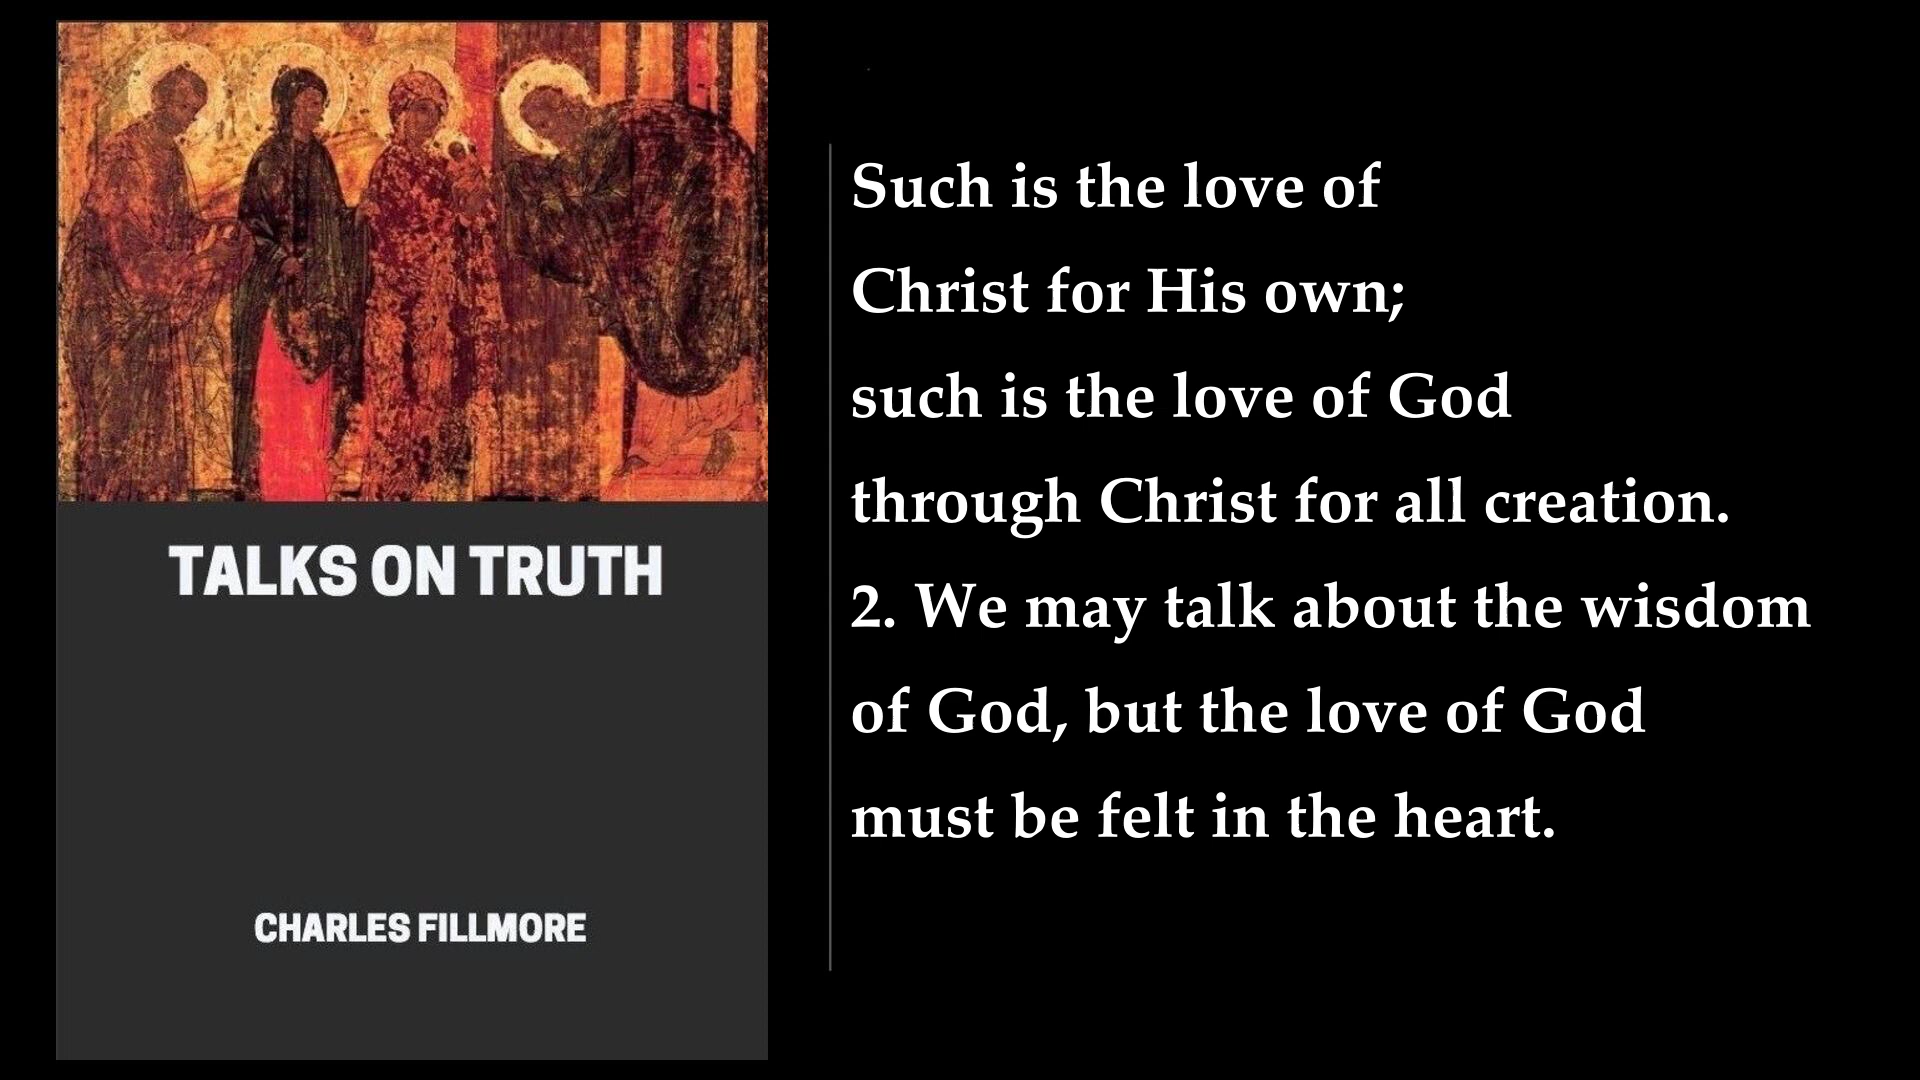 TALKS ON TRUTH
CHARLES FILLMORE
Such is the love of
Christ for His own;
such is the love of God
through Christ for all creation.
2. We may talk about the wisdom
of God, but the love of God
must be felt in the heart.